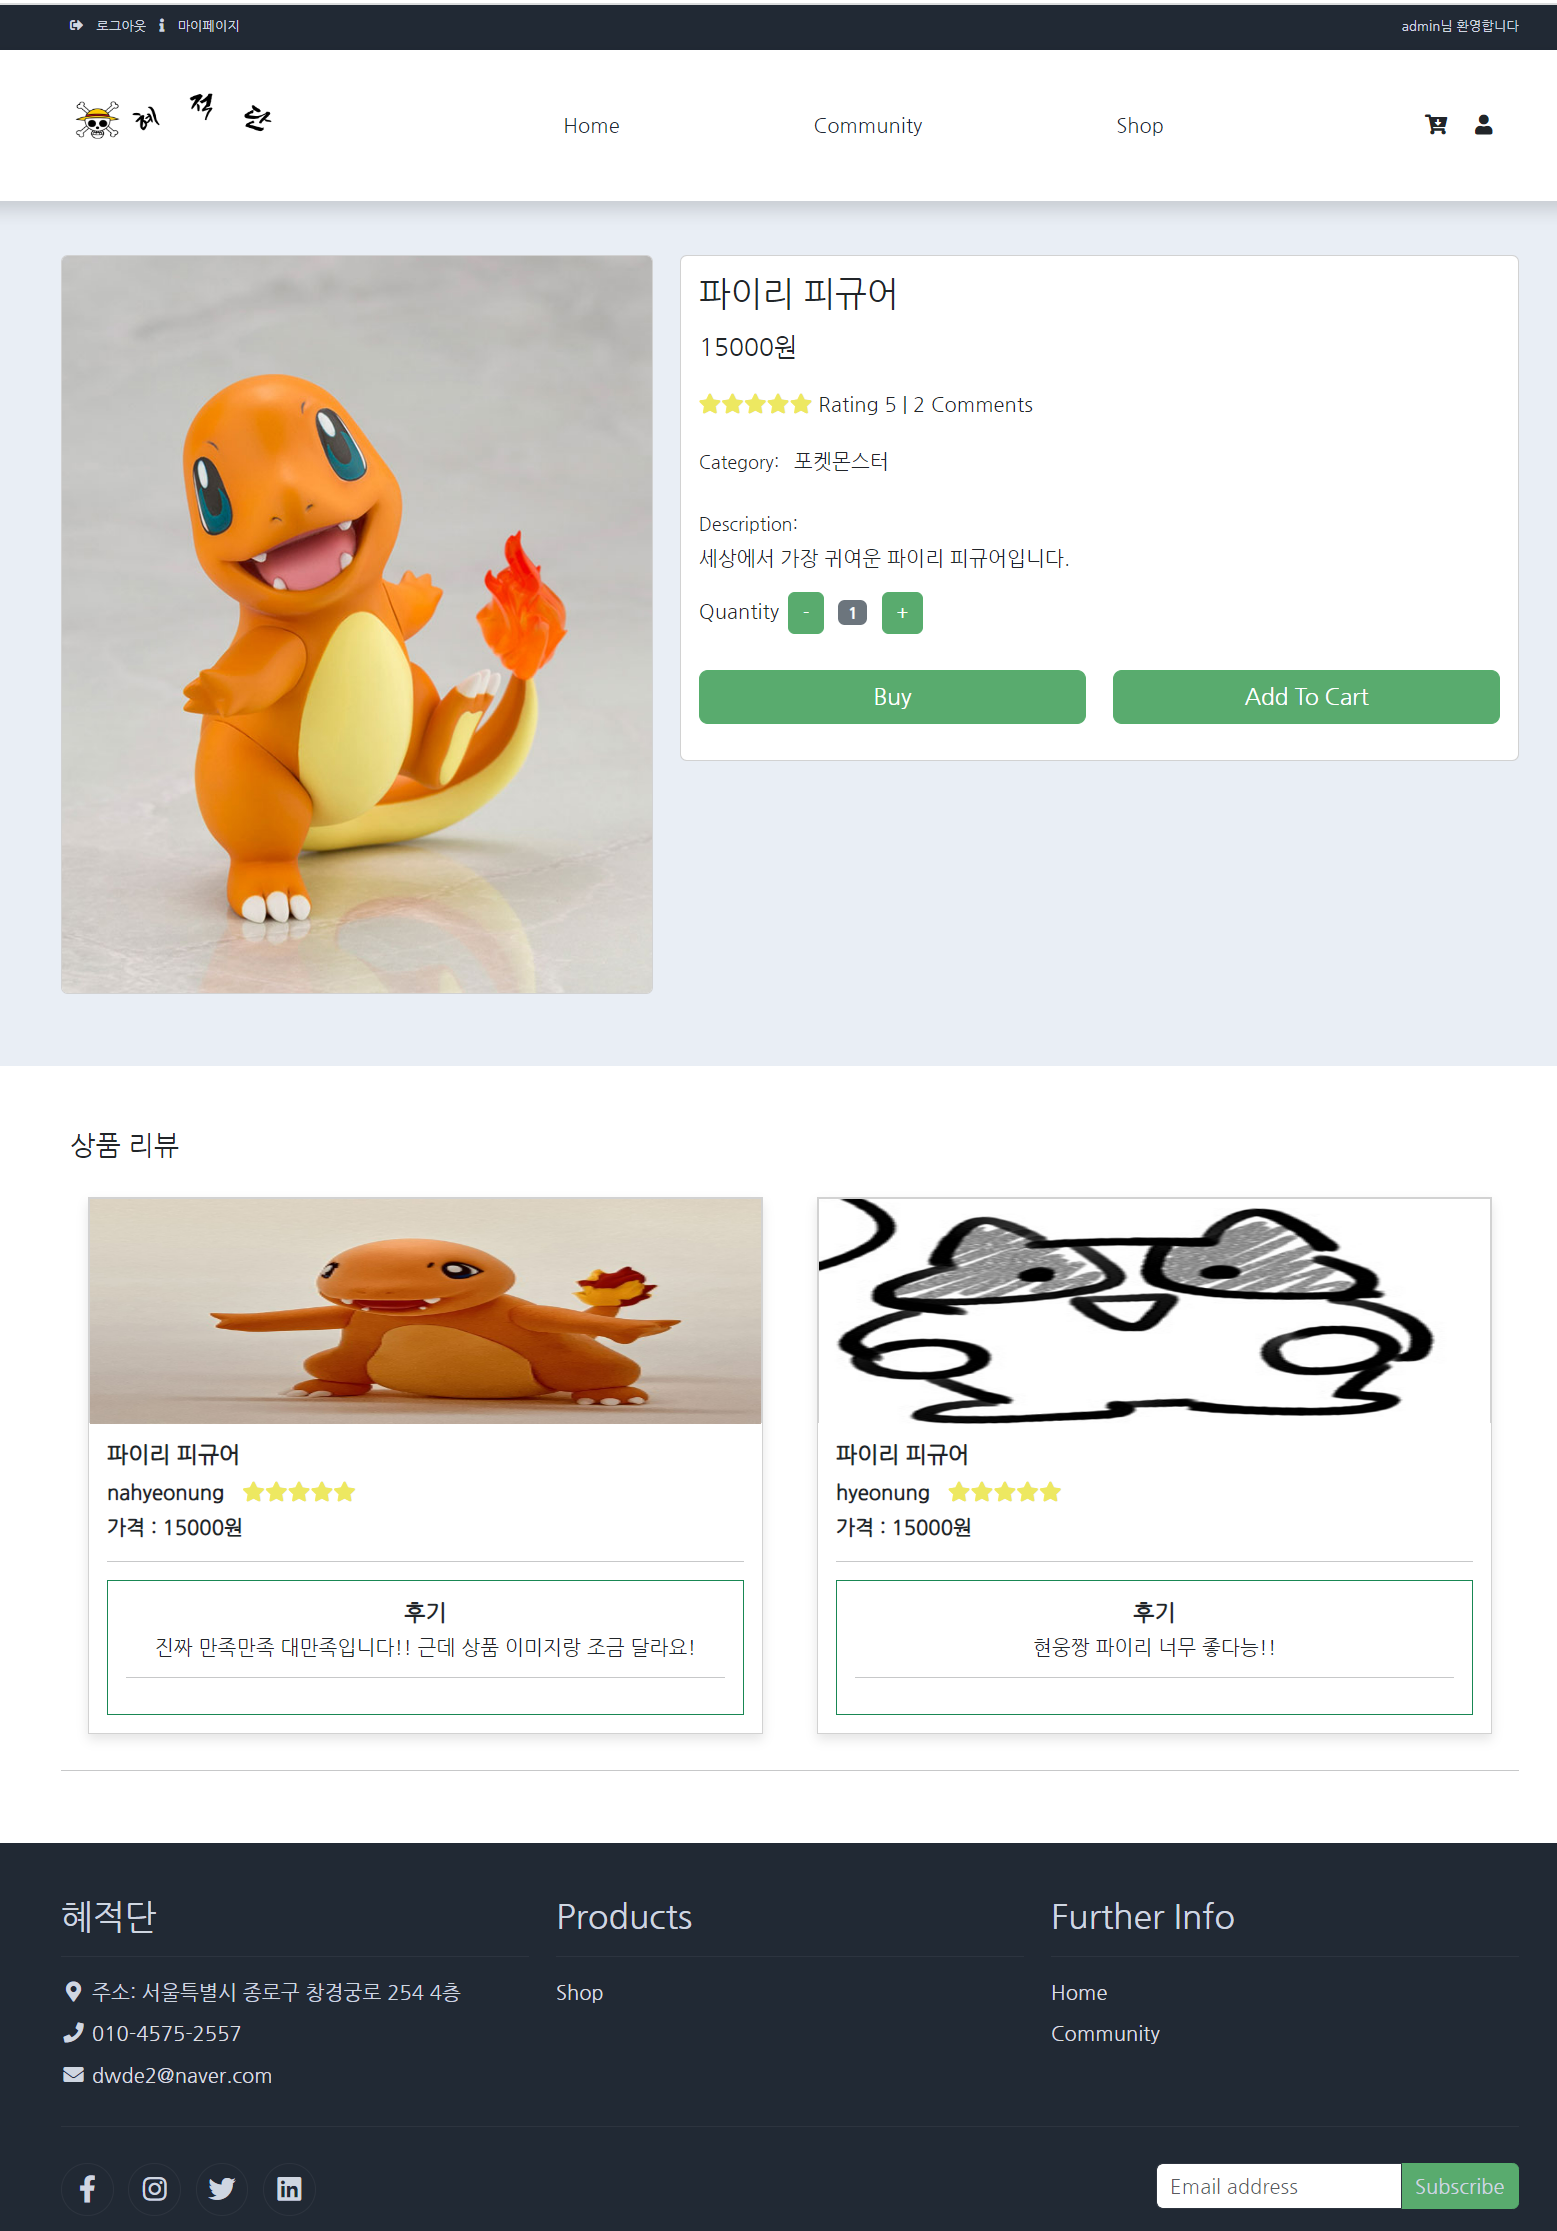 로그아웃 마이페이지 admin님 환영합니다
혜 적 단 Home Community Shop
파이리 피규어
15000원
Rating 5 | 2 Comments
Category: 포켓몬스터
Description:
세상에서 가장 귀여운 파이리 피규어입니다.
Quantity - 1 +
Buy Add To Cart
상품 리뷰
파이리 피규어
nahyeonung
가격 : 15000원
후기
진짜 만족만족 대만족입니다!! 근데 상품 이미지랑 조금 달라요!
파이리 피규어
hyeonung
가격 : 15000원
후기
현웅짱 파이리 너무 좋다능!!
혜적단
주소: 서울특별시 종로구 창경궁로 254 4층
010-4575-2557
dwde2@naver.com
Products
Shop
Further Info
Home
Community
Email address Subscribe